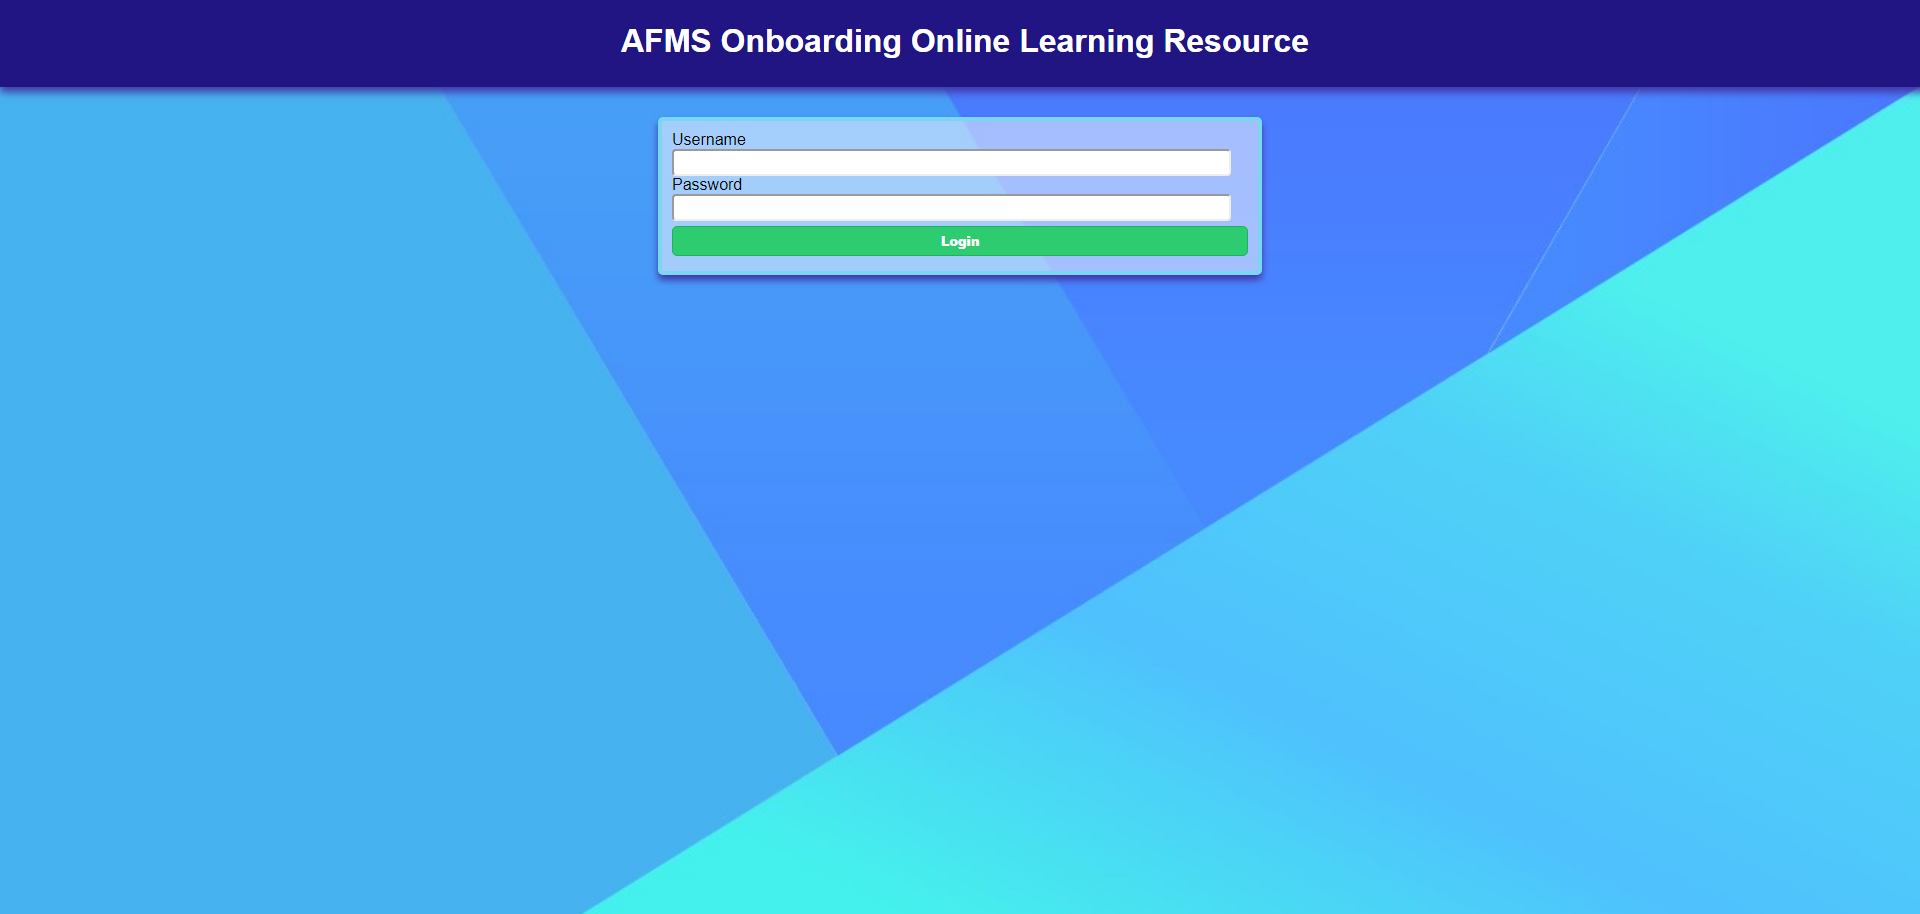 AFMS Onboarding Online Learning Resource
Username
Password
Login